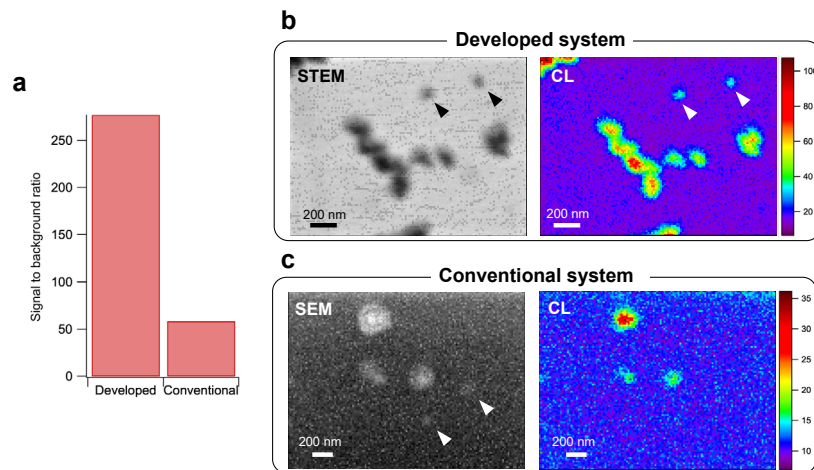 a
Signal to background ratio
250
200
150
100
50
0
Developed
Conventional
b
Developed system
STEM
200 nm
CL
200 nm
100
80
60
40
20
c
Conventional system
SEM
200 nm
CL
200 nm
35
30
25
20
15
10